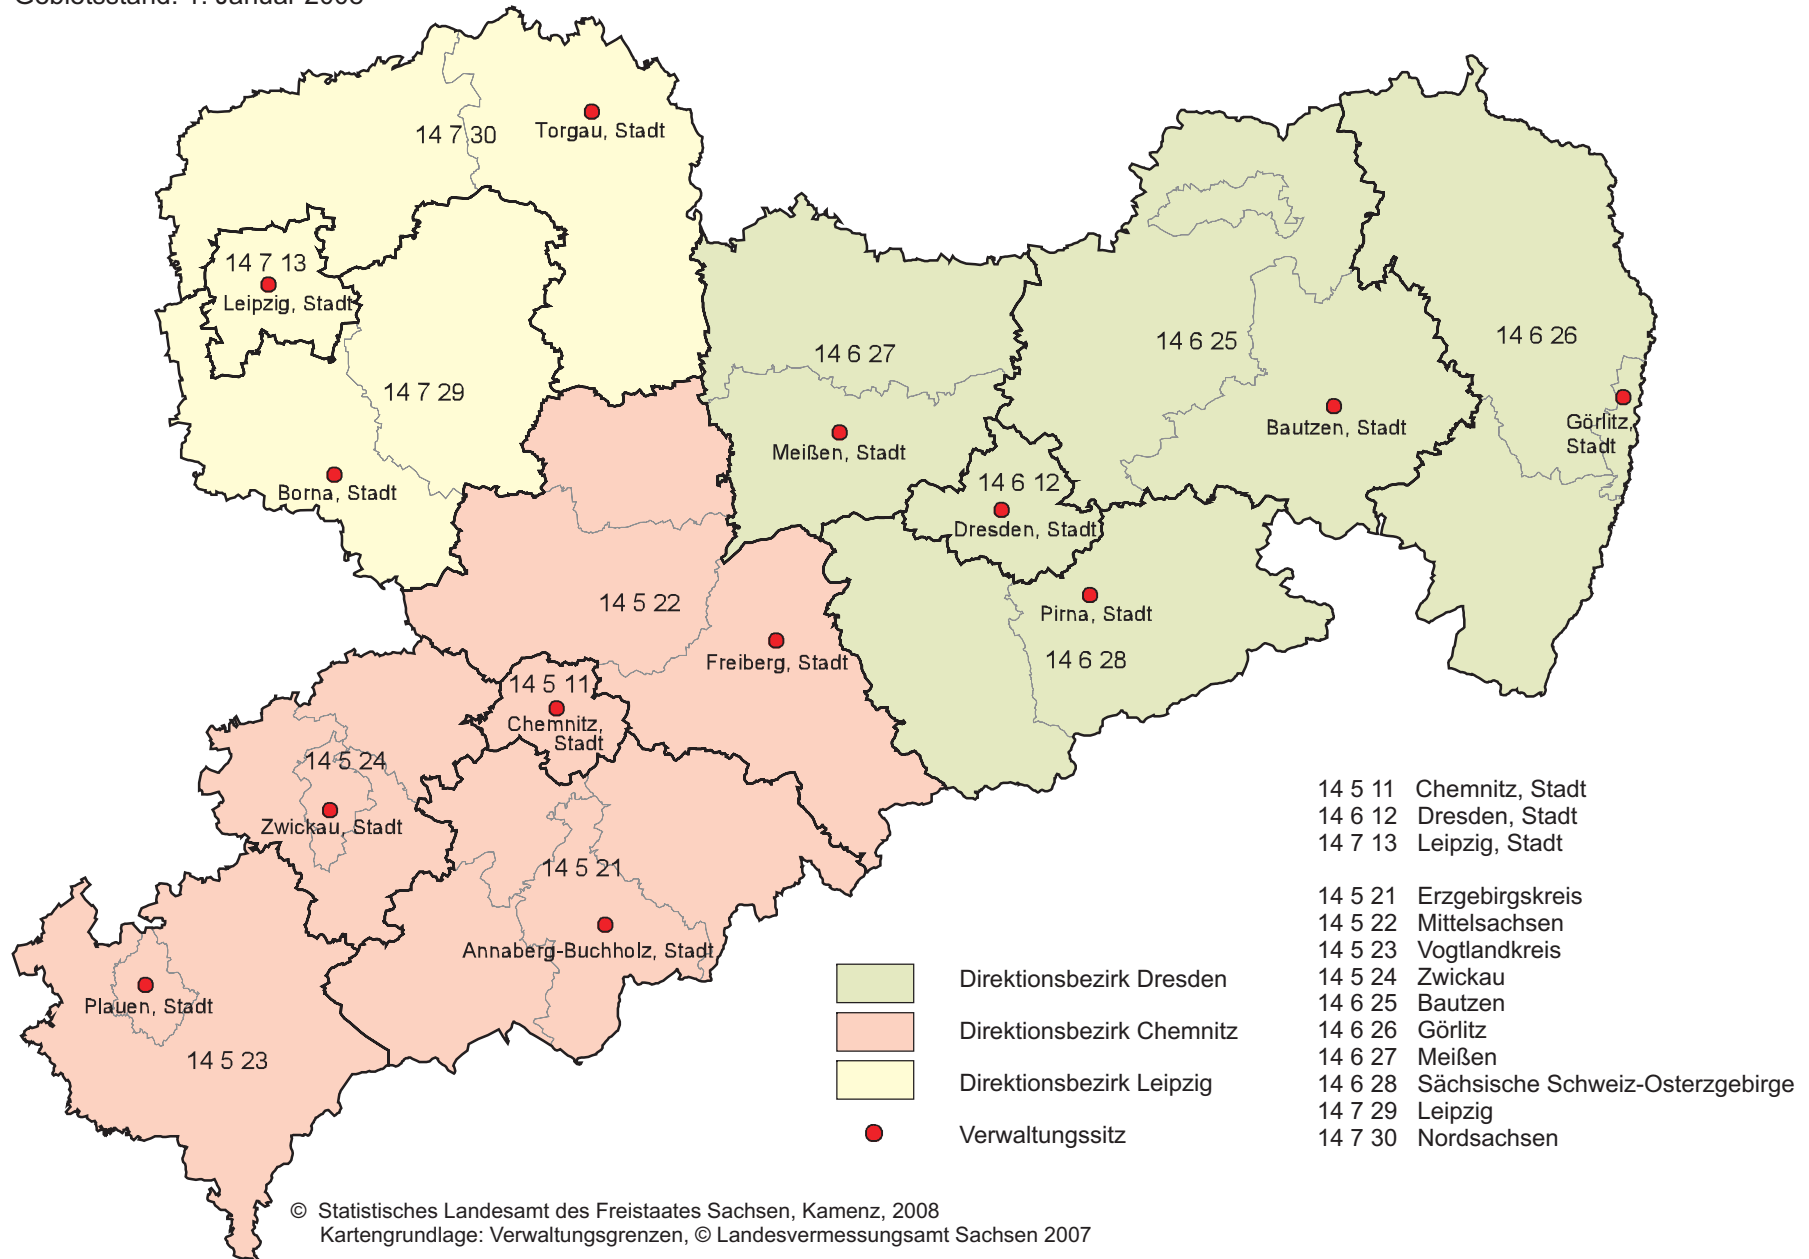 14 7 30
Torgau, Stadt
14 7 13
Leipzig, Stadt
14 7 29
Borna, Stadt
14 6 27
Meißen, Stadt
14 6 25
Bautzen, Stadt
14 6 26
Görlitz,
Stadt
14 6 12
Dresden, Stadt
Pirna, Stadt
14 6 28
14 5 22
Freiberg, Stadt
14 5 11
Chemnitz,
Stadt
14 5 24
Zwickau, Stadt
14 5 21
Annaberg-Buchholz, Stadt
Plauen, Stadt
14 5 23
14 5 11 Chemnitz, Stadt
14 6 12 Dresden, Stadt
14 7 13 Leipzig, Stadt
14 5 21 Erzgebirgskreis
14 5 22 Mittelsachsen
14 5 23 Vogtlandkreis
14 5 24 Zwickau
14 6 25 Bautzen
14 6 26 Görlitz
14 6 27 Meißen
14 6 28 Sächsische Schweiz-Osterzgebirge
14 7 29 Leipzig
14 7 30 Nordsachsen
Direktionsbezirk Dresden
Direktionsbezirk Chemnitz
Direktionsbezirk Leipzig
Verwaltungssitz
© Statistisches Landesamt des Freistaates Sachsen, Kamenz, 2008
Kartengrundlage: Verwaltungsgrenzen, © Landesvermessungsamt Sachsen 2007